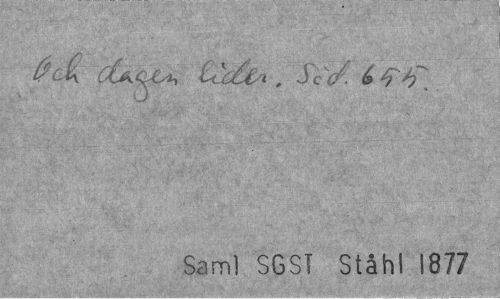 Och dagen lider. Sid. 655.
Saml SGST Ståhl 1877